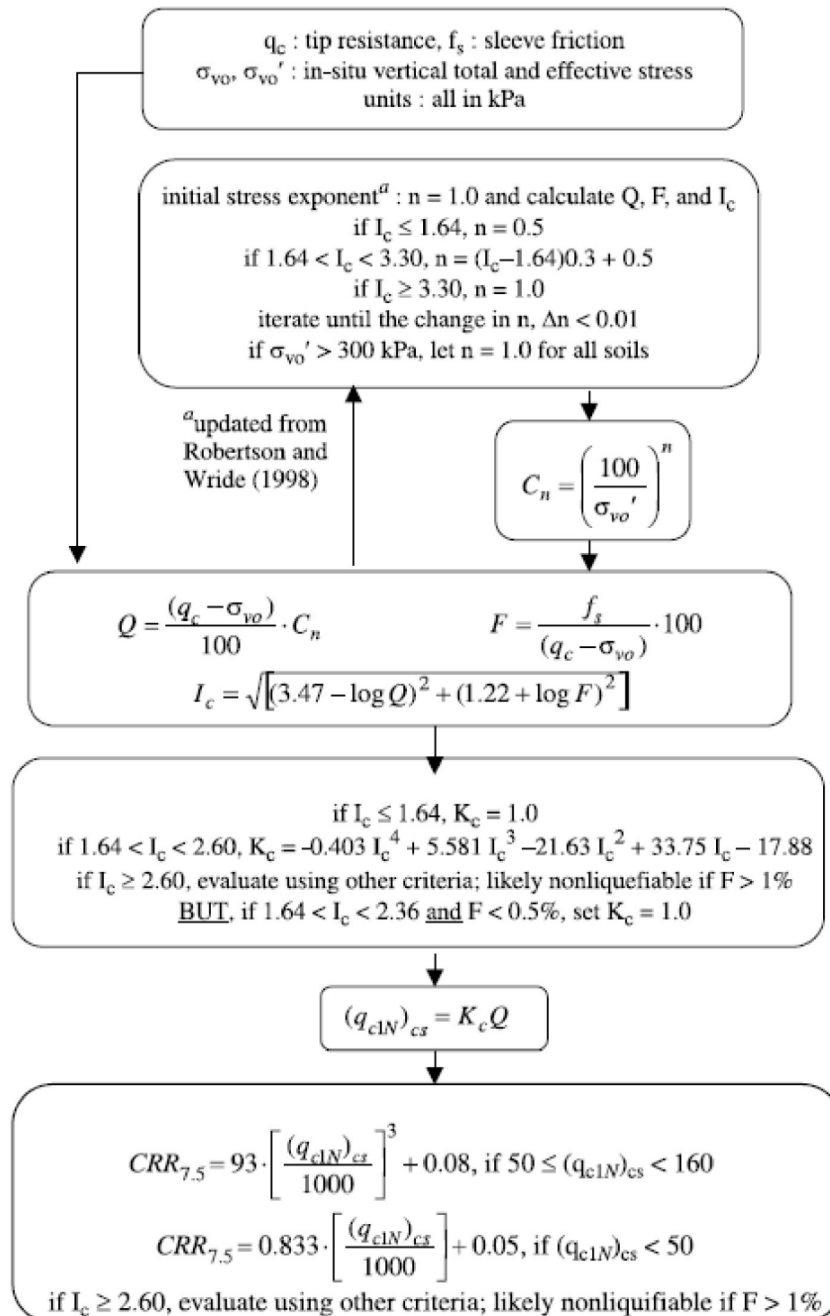 q_c : tip resistance, f_s : sleeve friction
σ_vo, σ_vo′ : in-situ vertical total and effective stress
units : all in kPa
initial stress exponent^a : n = 1.0 and calculate Q, F, and I_c
if I_c ≤ 1.64, n = 0.5
if 1.64 < I_c < 3.30, n = (I_c–1.64)0.3 + 0.5
if I_c ≥ 3.30, n = 1.0
iterate until the change in n, Δn < 0.01
if σ_vo′ > 300 kPa, let n = 1.0 for all soils
^a updated from
Robertson and
Wride (1998)
C_n = (100 / σ_vo′)^n
Q = (q_c – σ_vo) / 100 · C_n
F = f_s / (q_c – σ_vo) · 100
I_c = √[(3.47 – log Q)^2 + (1.22 + log F)^2]
if I_c ≤ 1.64, K_c = 1.0
if 1.64 < I_c < 2.60, K_c = -0.403 I_c^4 + 5.581 I_c^3 –21.63 I_c^2 + 33.75 I_c – 17.88
if I_c ≥ 2.60, evaluate using other criteria; likely nonliquefiable if F > 1%
BUT, if 1.64 < I_c < 2.36 and F < 0.5%, set K_c = 1.0
(q_c1N)_cs = K_c Q
CRR_7.5 = 93 · [(q_c1N)_cs / 1000]^3 + 0.08, if 50 ≤ (q_c1N)_cs < 160
CRR_7.5 = 0.833 · [(q_c1N)_cs / 1000] + 0.05, if (q_c1N)_cs < 50
if I_c ≥ 2.60, evaluate using other criteria; likely nonliquifiable if F > 1%